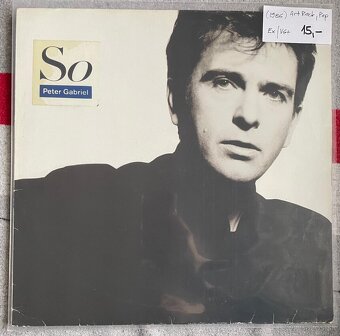 So
Peter Gabriel
(1986) Art Rock, Pop
Ex/VG+ 15,-